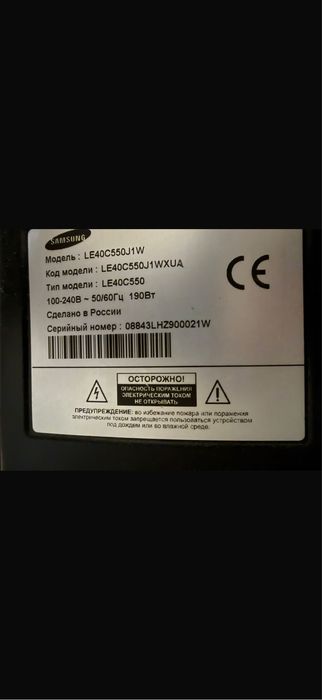 SAMSUNG
Модель : LE40C550J1W
Код модели : LE40C550J1WXUA
Тип модели : LE40C550
100-240В ~ 50/60Гц 190Вт
Сделано в России
Серийный номер : 08843LHZ900021W
CE
ОСТОРОЖНО!
ОПАСНОСТЬ ПОРАЖЕНИЯ
ЭЛЕКТРИЧЕСКИМ ТОКОМ
НЕ ОТКРЫВАТЬ
ПРЕДУПРЕЖДЕНИЕ: во избежание пожара или поражения
электрическим током запрещается пользоваться устройством
под дождем или во влажной среде.